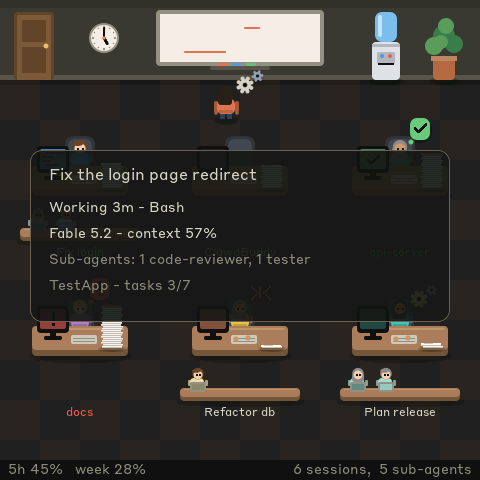 Fix the login page redirect
Working 3m - Bash
Fable 5.2 - context 57%
Sub-agents: 1 code-reviewer, 1 tester
TestApp - tasks 3/7
docs
Refactor db
Plan release
5h 45% week 28%
6 sessions, 5 sub-agents